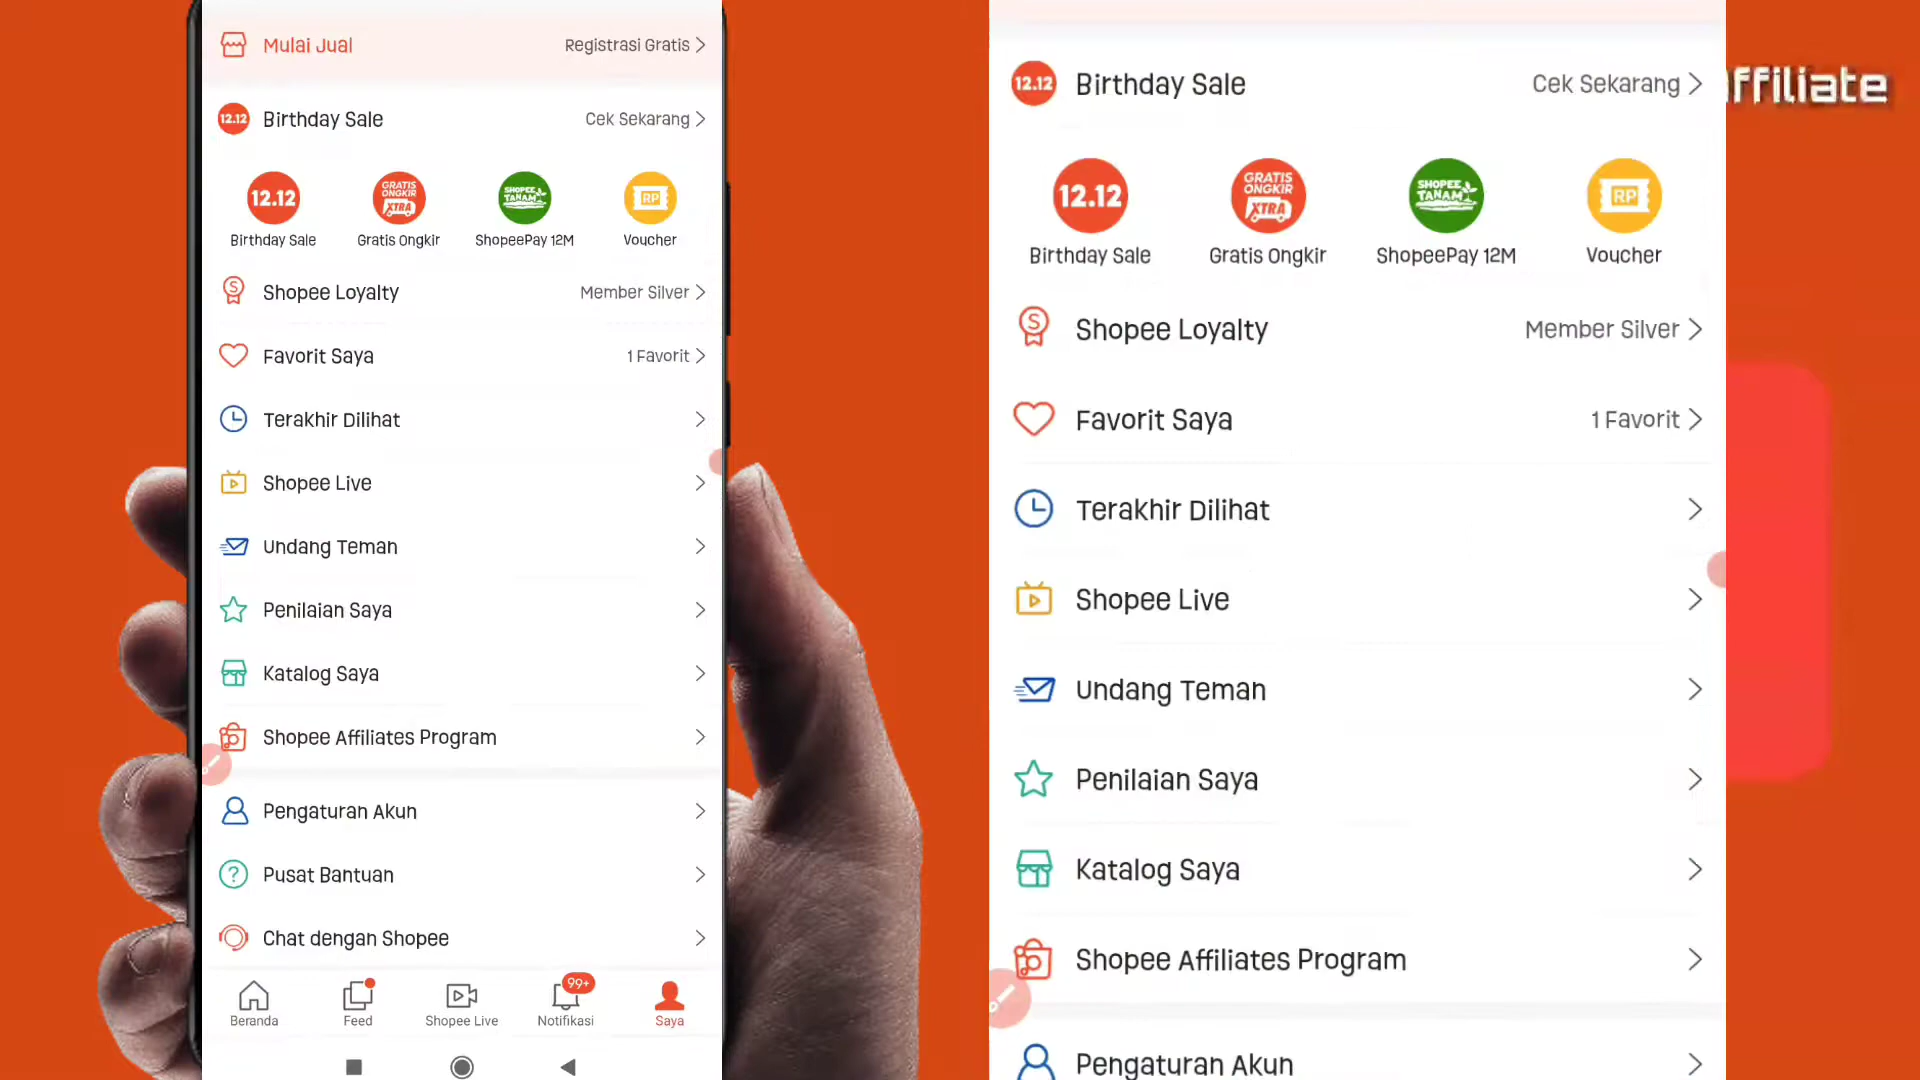 Mulai Jual
Registrasi Gratis
12.12
Birthday Sale
Cek Sekarang
12.12
GRATIS
ONGKIR
XTRA
SHOPEE
TANAM
RP
Birthday Sale
Gratis Ongkir
ShopeePay 12M
Voucher
Shopee Loyalty
Member Silver
Favorit Saya
1 Favorit
Terakhir Dilihat
Shopee Live
Undang Teman
Penilaian Saya
Katalog Saya
Shopee Affiliates Program
Pengaturan Akun
Pusat Bantuan
Chat dengan Shopee
99+
Beranda
Feed
Shopee Live
Notifikasi
Saya
12.12
Birthday Sale
Cek Sekarang
12.12
GRATIS
ONGKIR
XTRA
SHOPEE
TANAM
RP
Birthday Sale
Gratis Ongkir
ShopeePay 12M
Voucher
Shopee Loyalty
Member Silver
Favorit Saya
1 Favorit
Terakhir Dilihat
Shopee Live
Undang Teman
Penilaian Saya
Katalog Saya
Shopee Affiliates Program
Pengaturan Akun
ffiliate